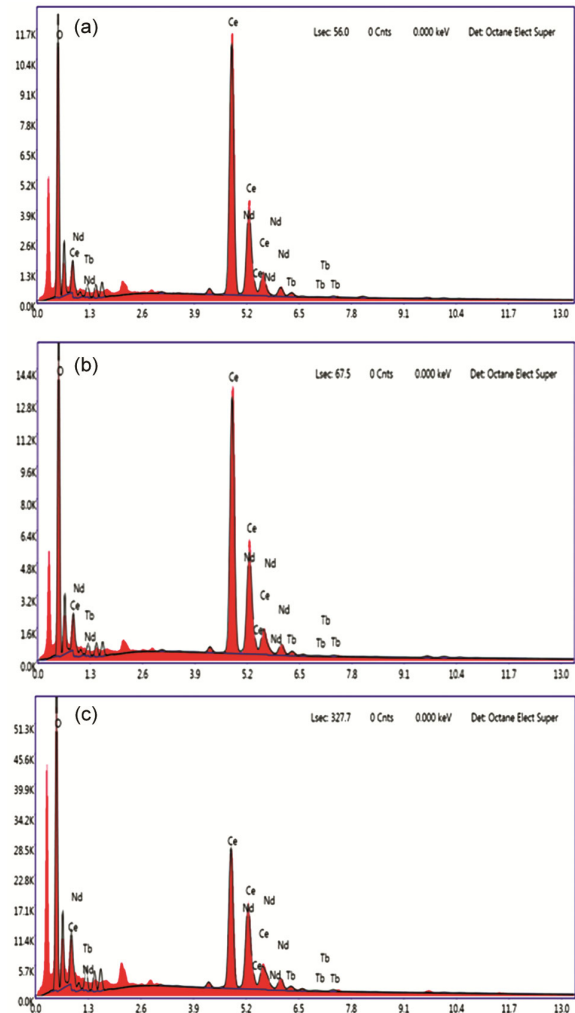 (a)
Lsec: 56.0 0 Cnts 0.000 keV Det: Octane Elect Super
11.7K
10.4K
9.1K
7.8K
6.5K
5.2K
3.9K
2.6K
1.3K
0.0K
O
Nd
Ce
Tb
Nd
Ce
Ce
Nd
Nd
Ce
Nd
Ce
Nd
Tb
Tb
Tb
Tb
0.0 1.3 2.6 3.9 5.2 6.5 7.8 9.1 10.4 11.7 13.0
(b)
Lsec: 67.5 0 Cnts 0.000 keV Det: Octane Elect Super
14.4K
12.8K
11.2K
9.6K
8.0K
6.4K
4.8K
3.2K
1.6K
0.0K
O
Nd
Ce
Tb
Nd
Ce
Ce
Nd
Nd
Ce
Nd
Ce
Nd
Tb
Tb
Tb
Tb
0.0 1.3 2.6 3.9 5.2 6.5 7.8 9.1 10.4 11.7 13.0
(c)
Lsec: 327.7 0 Cnts 0.000 keV Det: Octane Elect Super
51.3K
45.6K
39.9K
34.2K
28.5K
22.8K
17.1K
11.4K
5.7K
0.0K
O
Nd
Ce
Tb
Nd
Ce
Ce
Nd
Nd
Ce
Nd
Ce
Nd
Tb
Tb
Tb
Tb
0.0 1.3 2.6 3.9 5.2 6.5 7.8 9.1 10.4 11.7 13.0